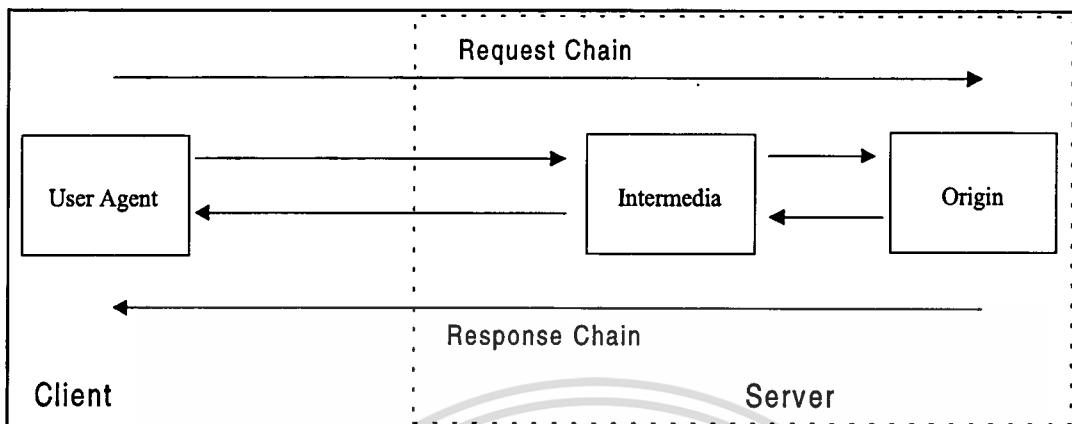 Request Chain
User Agent
Intermedia
Origin
Response Chain
Client
Server